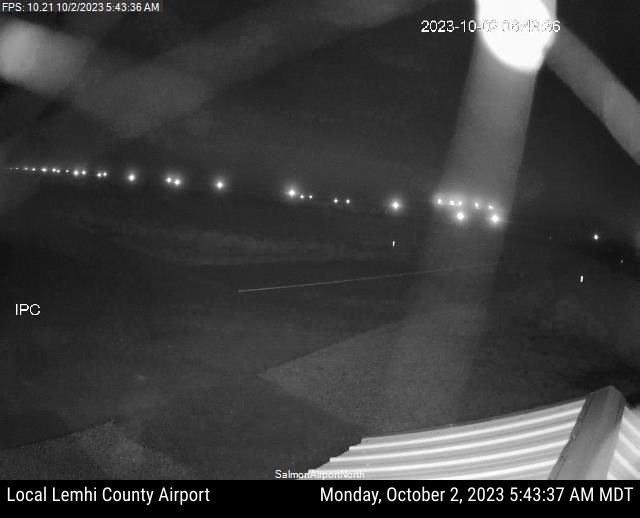 FPS: 10.21 10/2/2023 5:43:36 AM
IPC
SalmonAirportNorth
Local Lemhi County Airport
Monday, October 2, 2023 5:43:37 AM MDT